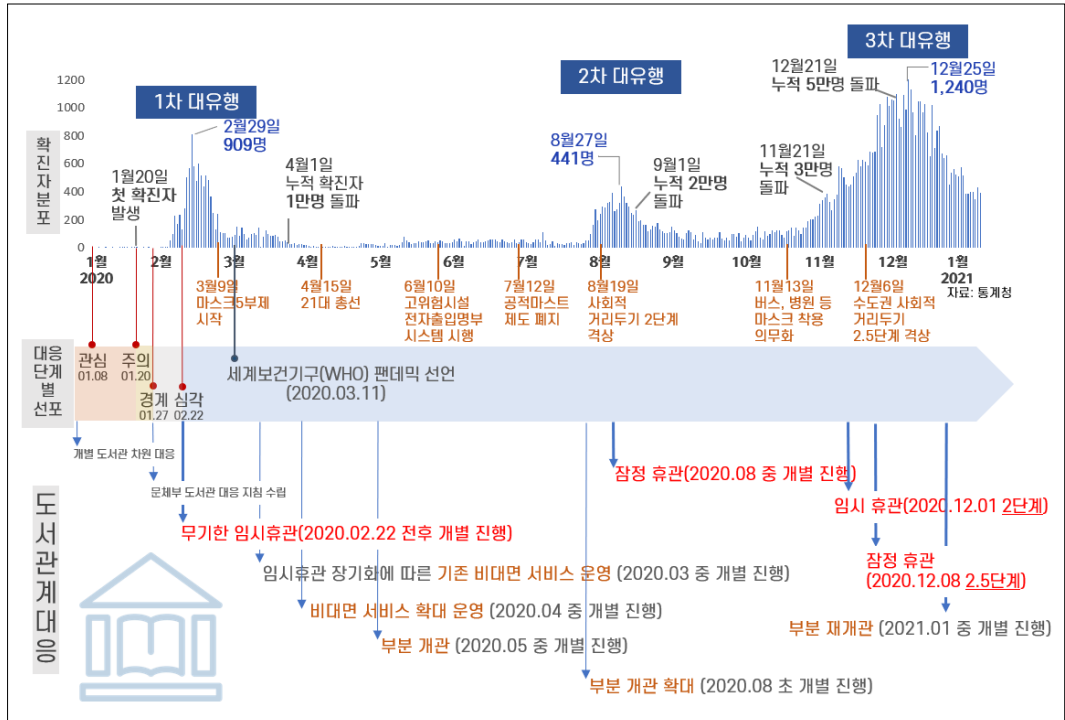 3차 대유행
2차 대유행
1차 대유행
12월21일
누적 5만명 돌파
12월25일
1,240명
2월29일
909명
8월27일
441명
1월20일
첫 확진자
발생
4월1일
누적 확진자
1만명 돌파
9월1일
누적 2만명
돌파
11월21일
누적 3만명
돌파
확진자분포
1200
1000
800
600
400
200
0
1월
2020
2월
3월
4월
5월
6월
7월
8월
9월
10월
11월
12월
1월
2021
자료: 통계청
3월9일
마스크5부제
시작
4월15일
21대 총선
6월10일
고위험시설
전자출입명부
시스템 시행
7월12일
공적마스트
제도 폐지
8월19일
사회적
거리두기 2단계
격상
11월13일
버스, 병원 등
마스크 착용
의무화
12월6일
수도권 사회적
거리두기
2.5단계 격상
대응
단계
별
선포
관심
01.08
주의
01.20
경계
01.27
심각
02.22
세계보건기구(WHO) 팬데믹 선언
(2020.03.11)
도서관계대응
개별 도서관 차원 대응
문체부 도서관 대응 지침 수립
무기한 임시휴관(2020.02.22 전후 개별 진행)
임시휴관 장기화에 따른 기존 비대면 서비스 운영 (2020.03 중 개별 진행)
비대면 서비스 확대 운영 (2020.04 중 개별 진행)
부분 개관 (2020.05 중 개별 진행)
부분 개관 확대 (2020.08 초 개별 진행)
잠정 휴관(2020.08 중 개별 진행)
임시 휴관(2020.12.01 2단계)
잠정 휴관
(2020.12.08 2.5단계)
부분 재개관 (2021.01 중 개별 진행)